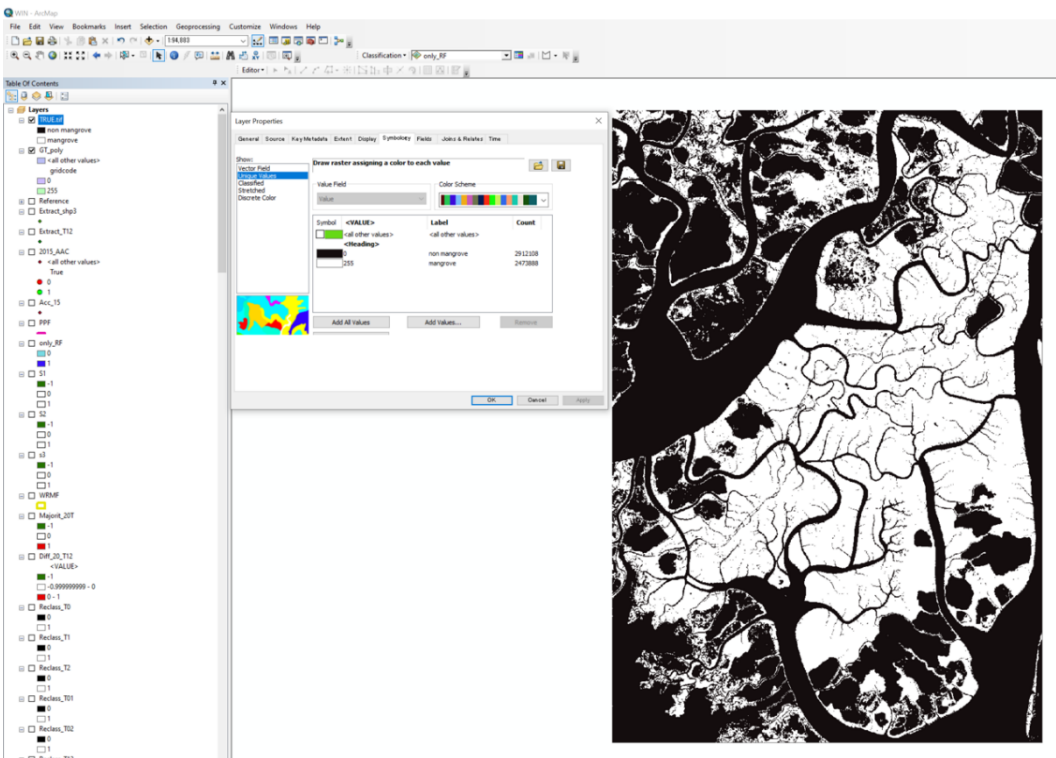 WIN - ArcMap
File Edit View Bookmarks Insert Selection Geoprocessing Customize Windows Help
1:94,003
Classification only_RF
Editor
Table Of Contents
Layers
TRUE.tif
non mangrove
mangrove
GT_poly
<all other values>
gridcode
0
255
Reference
Extract_shp3
Extract_T12
2015_AAC
<all other values>
True
0
1
Acc_15
PPF
only_RF
0
1
S1
-1
0
1
S2
-1
0
1
s3
-1
0
1
WRMF
Majorit_20T
-1
0
1
Diff_20_T12
<VALUE>
-1
-0.999999999 - 0
0 - 1
Reclass_T0
0
1
Reclass_T1
0
1
Reclass_T2
0
1
Reclass_T01
0
1
Reclass_T02
0
1
Layer Properties
General Source Key Metadata Extent Display Symbology Fields Joins & Relates Time
Show:
Vector Field
Unique Values
Classified
Stretched
Discrete Color
Draw raster assigning a color to each value
Value Field
Value
Color Scheme
Symbol <VALUE> Label Count
<all other values> <all other values>
<Heading>
0 non mangrove 2912108
255 mangrove 2473888
Add All Values Add Values... Remove
OK Cancel Apply